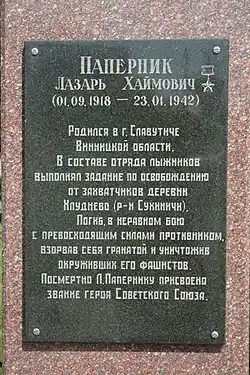 Паперник
Лазарь Хаймович
(01.09.1918 — 23.01.1942)
Родился в г. Славутиче
Винницкой области.
В составе отряда лыжников
выполнял задание по освобождению
от захватчиков деревни
Хлуднево (р-н Сухиничи).
Погиб, в неравном бою
с превосходящим силами противником,
взорвав себя гранатой и уничтожив
окруживших его фашистов.
Посмертно Л.Папернику присвоено
звание героя Советского Союза.